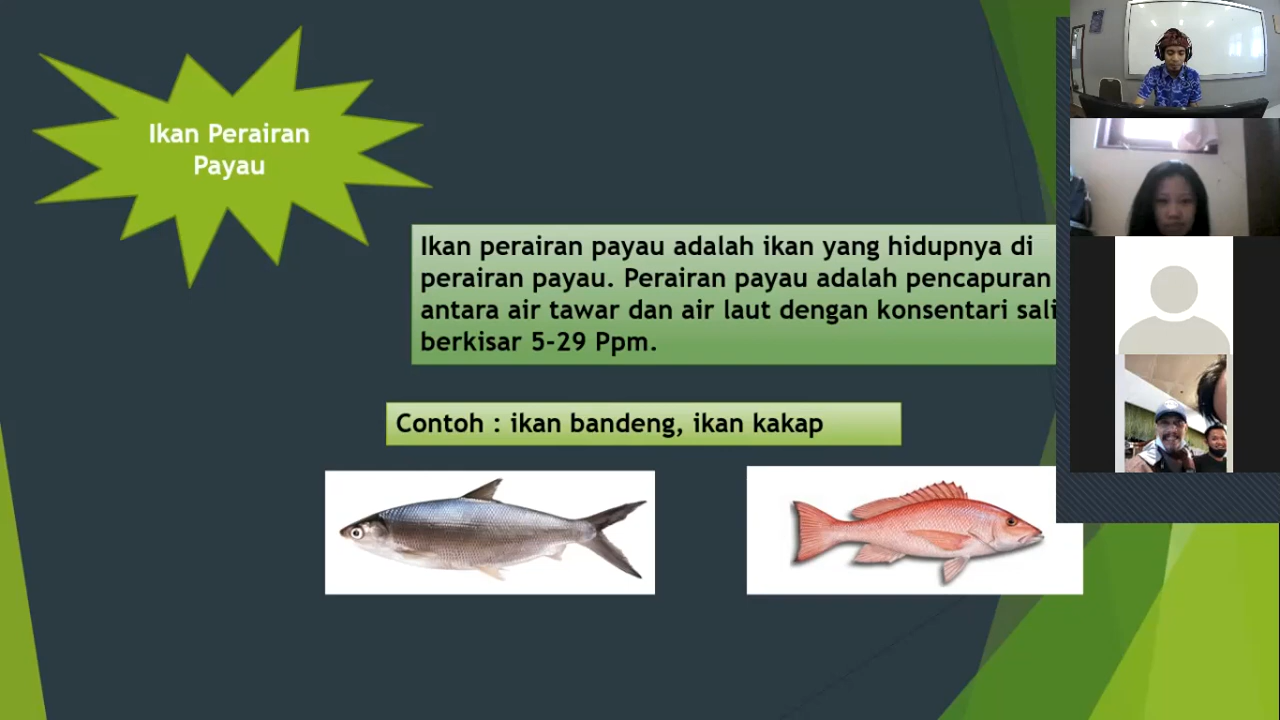 Ikan Perairan
Payau
Ikan perairan payau adalah ikan yang hidupnya di
perairan payau. Perairan payau adalah pencapuran
antara air tawar dan air laut dengan konsentari
berkisar 5-29 Ppm.
Contoh : ikan bandeng, ikan kakap